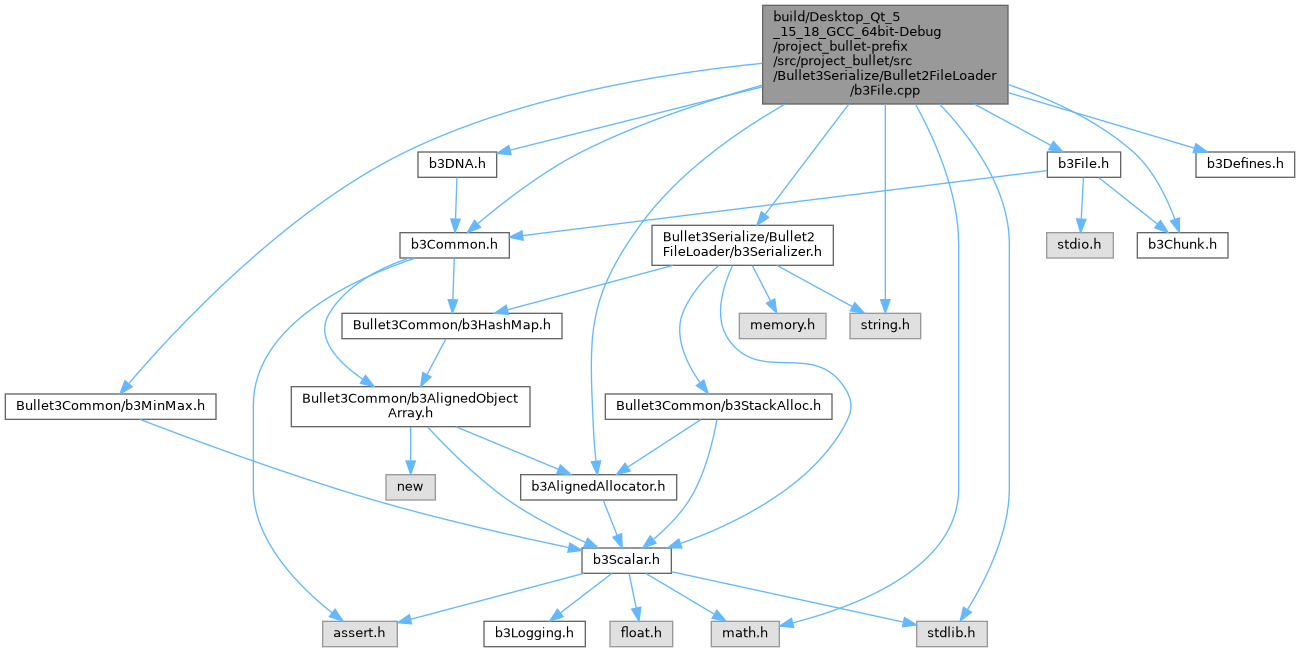 build/Desktop_Qt_5
_15_18_GCC_64bit-Debug
/project_bullet-prefix
/src/project_bullet/src
/Bullet3Serialize/Bullet2FileLoader
/b3File.cpp
b3DNA.h
b3File.h
b3Defines.h
b3Common.h
Bullet3Serialize/Bullet2
FileLoader/b3Serializer.h
stdio.h
b3Chunk.h
Bullet3Common/b3HashMap.h
memory.h
string.h
Bullet3Common/b3MinMax.h
Bullet3Common/b3AlignedObject
Array.h
Bullet3Common/b3StackAlloc.h
new
b3AlignedAllocator.h
b3Scalar.h
assert.h
b3Logging.h
float.h
math.h
stdlib.h